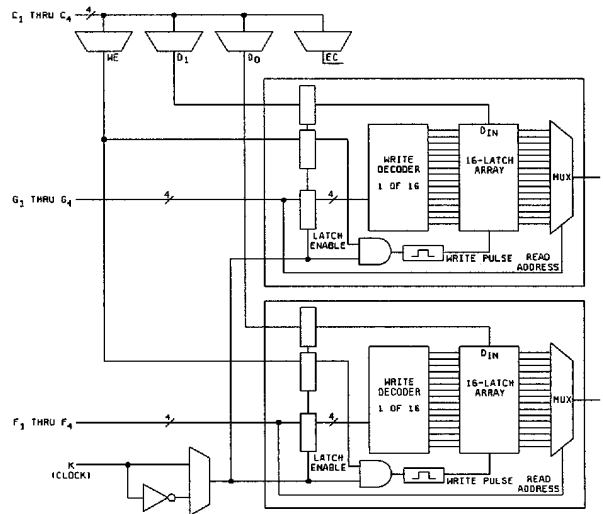 C1 THRU C4
4
WE
D1
D0
EC
DIN
WRITE
DECODER
1 OF 16
16-LATCH
ARRAY
MUX
G1 THRU G4
4
4
LATCH
ENABLE
WRITE PULSE
READ
ADDRESS
DIN
WRITE
DECODER
1 OF 16
16-LATCH
ARRAY
MUX
F1 THRU F4
4
4
LATCH
ENABLE
K
(CLOCK)
WRITE PULSE
READ
ADDRESS